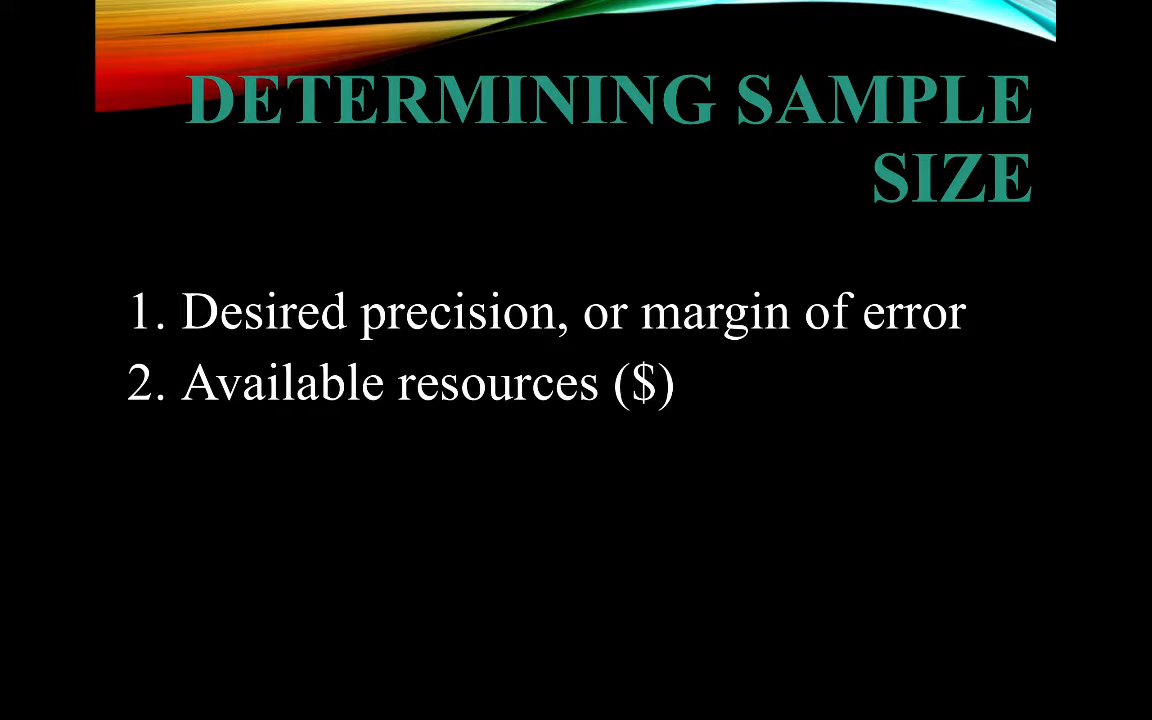 DETERMINING SAMPLE
SIZE
1. Desired precision, or margin of error
2. Available resources ($)